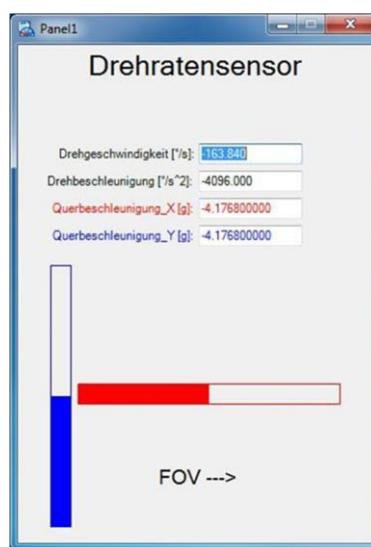 Panel1
Drehratensensor
Drehgeschwindigkeit [°/s]: -163.840
Drehbeschleunigung [°/s^2]: -4096.000
Querbeschleunigung_X [g]: -4.176800000
Querbeschleunigung_Y [g]: -4.176800000
FOV --->